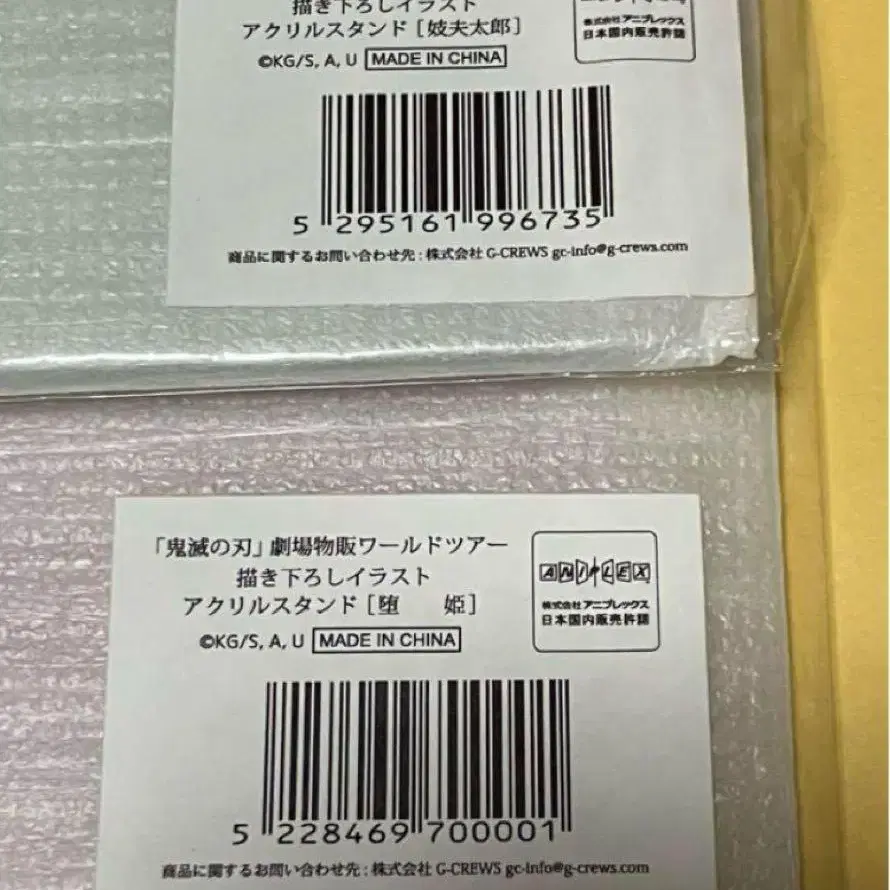 描き下ろしイラスト
アクリルスタンド [妓夫太郎]
©KG/S, A, U MADE IN CHINA
株式会社 アニプレックス
日本国内販売許諾
5 295161 996735
商品に関するお問い合わせ先 : 株式会社 G-CREWS gc-info@g-crews.com
「鬼滅の刃」劇場物販ワールドツアー
描き下ろしイラスト
アクリルスタンド [堕 姫]
©KG/S, A, U MADE IN CHINA
ANIPLEX
株式会社 アニプレックス
日本国内販売許諾
5 228469 700001
商品に関するお問い合わせ先 : 株式会社 G-CREWS gc-info@g-crews.com